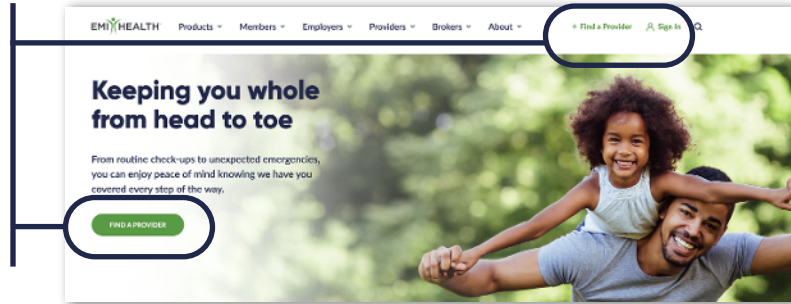 EMI HEALTH Products Members Employers Providers Brokers About + Find a Provider Sign In
Keeping you whole
from head to toe
From routine check-ups to unexpected emergencies,
you can enjoy peace of mind knowing we have you
covered every step of the way.
FIND A PROVIDER